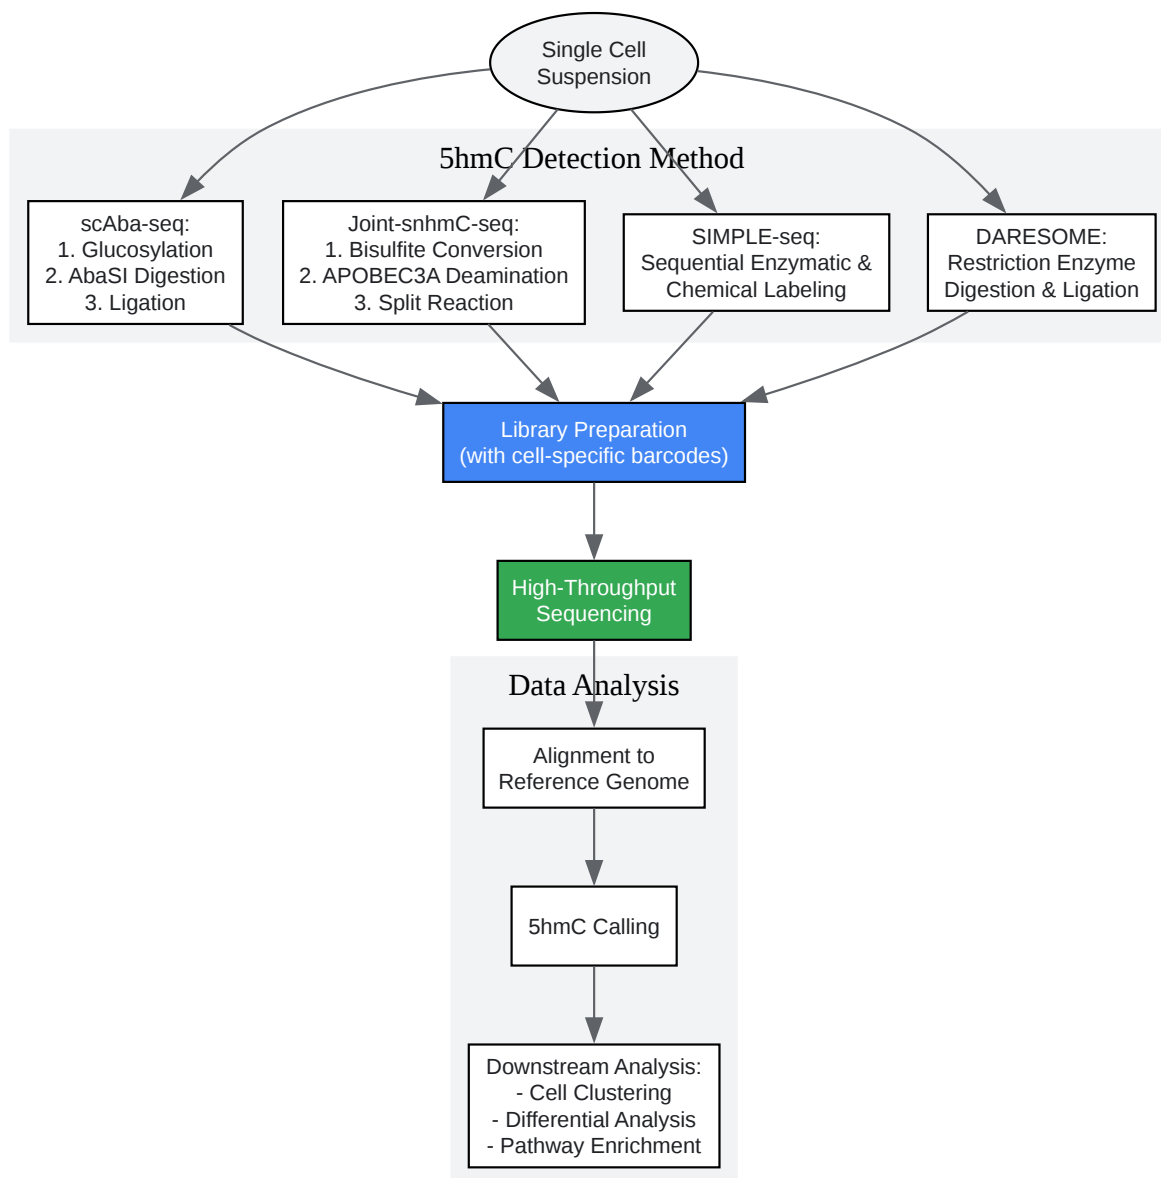 Single Cell
Suspension
5hmC Detection Method
scAba-seq:
1. Glucosylation
2. AbaSI Digestion
3. Ligation
Joint-snhmC-seq:
1. Bisulfite Conversion
2. APOBEC3A Deamination
3. Split Reaction
SIMPLE-seq:
Sequential Enzymatic &
Chemical Labeling
DARESOME:
Restriction Enzyme
Digestion & Ligation
Library Preparation
(with cell-specific barcodes)
High-Throughput
Sequencing
Data Analysis
Alignment to
Reference Genome
5hmC Calling
Downstream Analysis:
- Cell Clustering
- Differential Analysis
- Pathway Enrichment